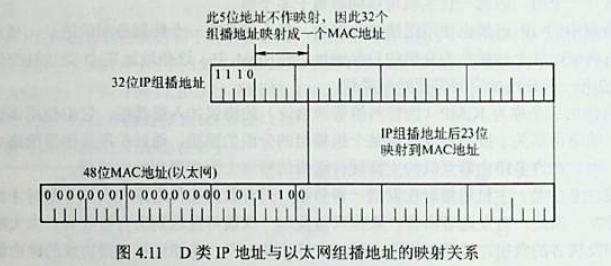 此5位地址不作映射，因此32个
组播地址映射成一个MAC地址
32位IP组播地址
1110
IP组播地址后23位
映射到MAC地址
48位MAC地址(以太网)
0000000100000000010111100
图 4.11 D 类 IP 地址与以太网组播地址的映射关系